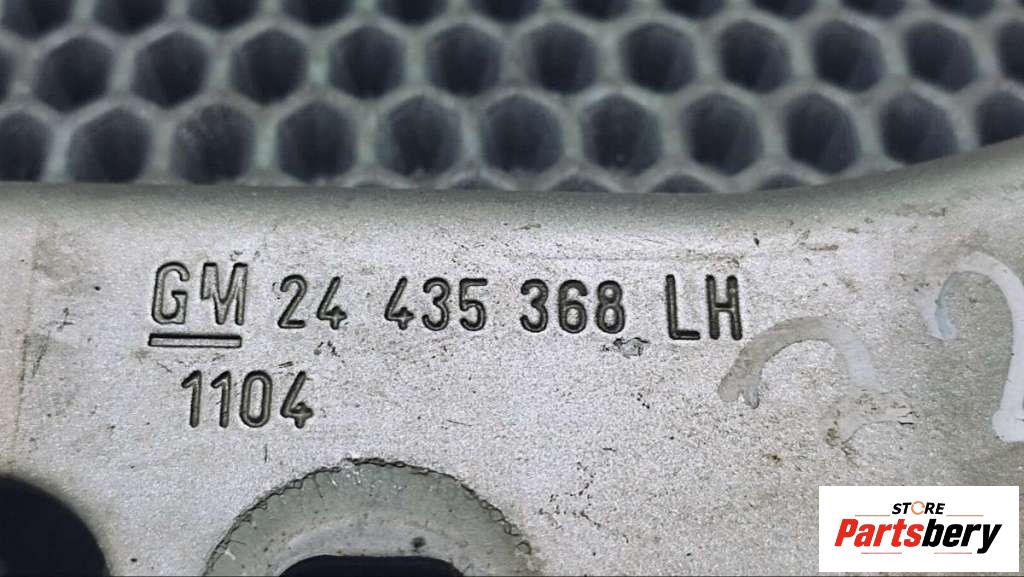 GM 24 435 368 LH
1104
STORE
Partsbery